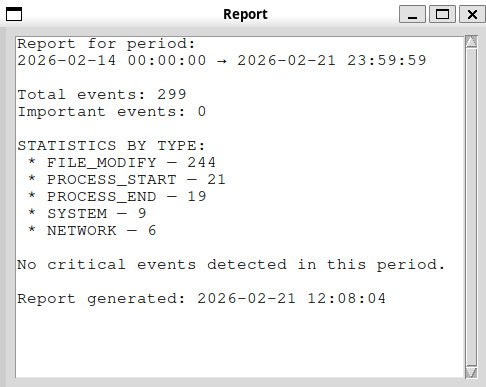 Report
Report for period:
2026-02-14 00:00:00 → 2026-02-21 23:59:59
Total events: 299
Important events: 0
STATISTICS BY TYPE:
* FILE_MODIFY — 244
* PROCESS_START — 21
* PROCESS_END — 19
* SYSTEM — 9
* NETWORK — 6
No critical events detected in this period.
Report generated: 2026-02-21 12:08:04